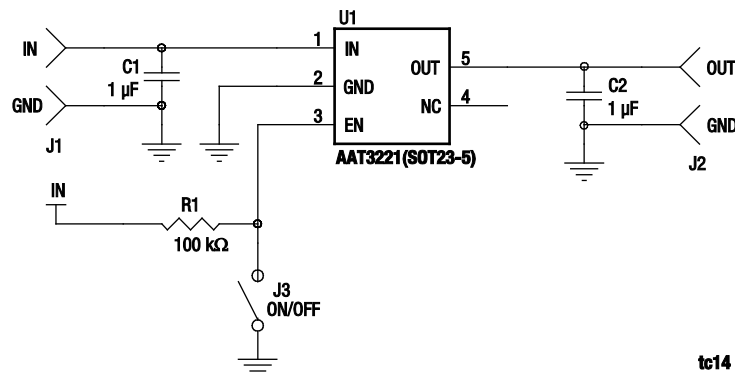 U1
IN
1
IN
C1
1 µF
2
GND
OUT
5
OUT
GND
NC
4
C2
1 µF
3
EN
GND
J1
AAT3221(SOT23-5)
J2
IN
R1
100 kΩ
J3
ON/OFF
tc14